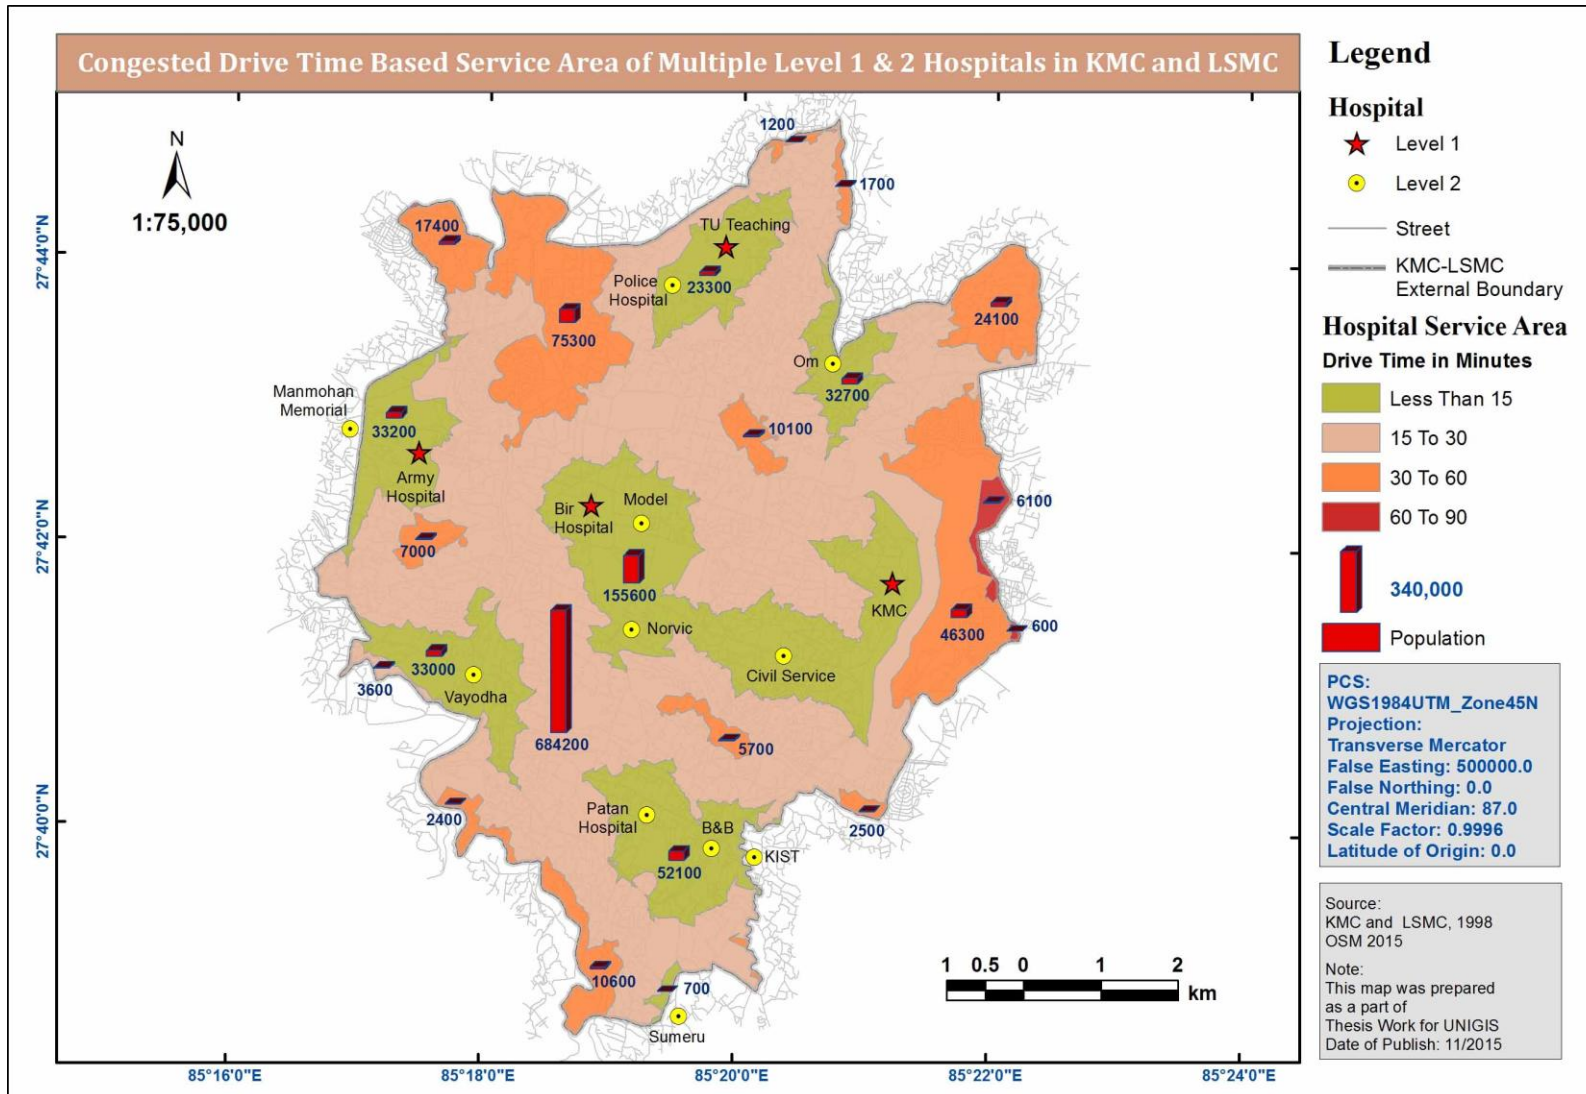 Congested Drive Time Based Service Area of Multiple Level 1 & 2 Hospitals in KMC and LSMC
N
1:75,000
27°44'0"N
27°42'0"N
27°40'0"N
85°16'0"E
85°18'0"E
85°20'0"E
85°22'0"E
85°24'0"E
1200
1700
17400
TU Teaching
Police
Hospital
23300
24100
75300
Om
32700
Manmohan
Memorial
33200
10100
Army
Hospital
Model
Bir
Hospital
6100
7000
155600
KMC
Norvic
46300
600
33000
3600
Vayodha
Civil Service
684200
5700
2400
Patan
Hospital
B&B
2500
KIST
52100
10600
700
Sumeru
1 0.5 0 1 2
km
Legend
Hospital
Level 1
Level 2
Street
KMC-LSMC
External Boundary
Hospital Service Area
Drive Time in Minutes
Less Than 15
15 To 30
30 To 60
60 To 90
340,000
Population
PCS:
WGS1984UTM_Zone45N
Projection:
Transverse Mercator
False Easting: 500000.0
False Northing: 0.0
Central Meridian: 87.0
Scale Factor: 0.9996
Latitude of Origin: 0.0
Source:
KMC and LSMC, 1998
OSM 2015
Note:
This map was prepared
as a part of
Thesis Work for UNIGIS
Date of Publish: 11/2015